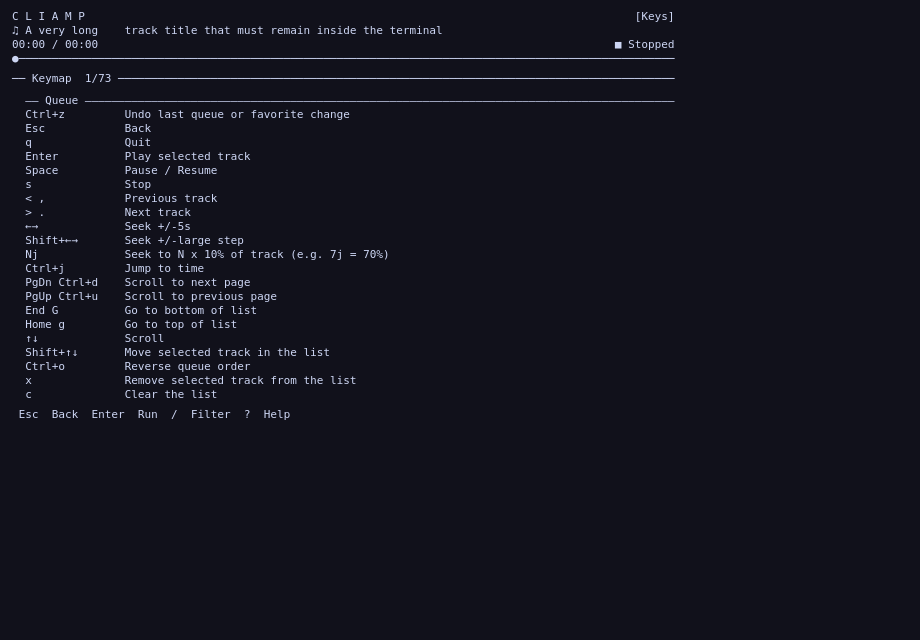 C L I A M P [Keys]
♫ A very long    track title that must remain inside the terminal
00:00 / 00:00 ■ Stopped
Keymap  1/73
Queue
Ctrl+z Undo last queue or favorite change
Esc Back
q Quit
Enter Play selected track
Space Pause / Resume
s Stop
< , Previous track
> . Next track
←→ Seek +/-5s
Shift+←→ Seek +/-large step
Nj Seek to N x 10% of track (e.g. 7j = 70%)
Ctrl+j Jump to time
PgDn Ctrl+d Scroll to next page
PgUp Ctrl+u Scroll to previous page
End G Go to bottom of list
Home g Go to top of list
↑↓ Scroll
Shift+↑↓ Move selected track in the list
Ctrl+o Reverse queue order
x Remove selected track from the list
c Clear the list
Esc  Back  Enter  Run  /  Filter  ?  Help